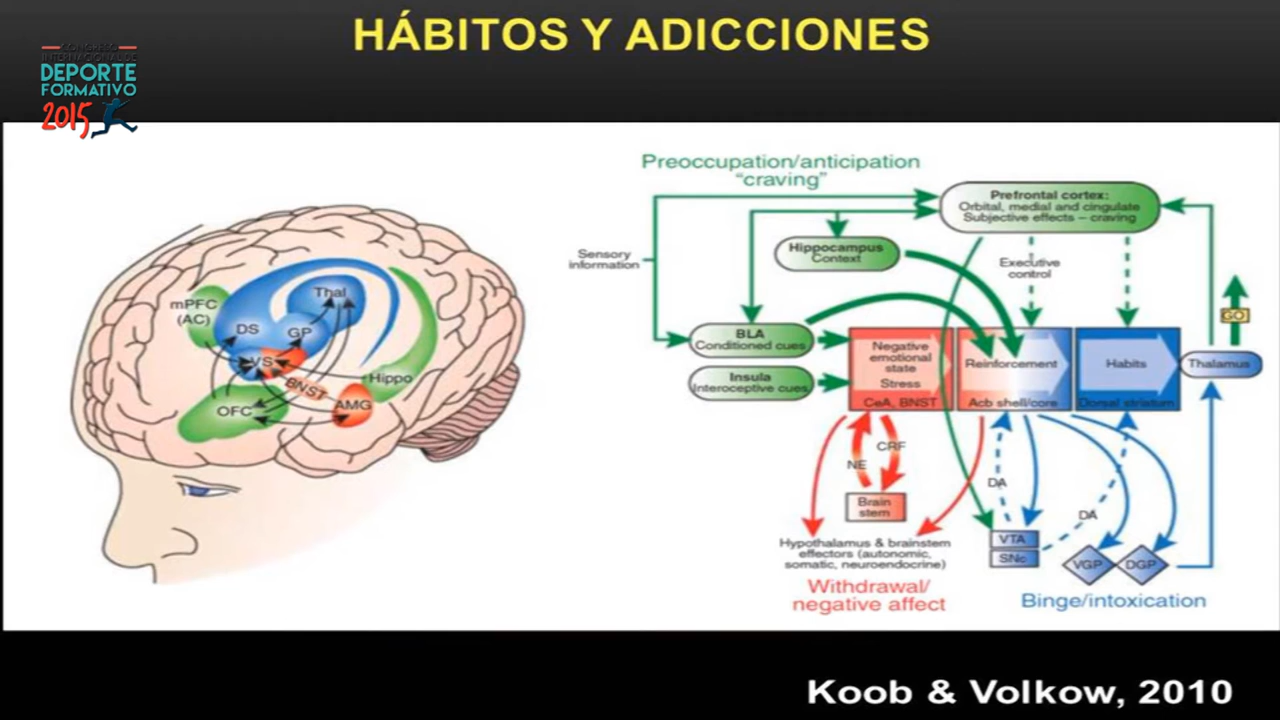 HÁBITOS Y ADICCIONES
CONGRESO
INTERNACIONAL DE
DEPORTE
FORMATIVO
2015
mPFC
(AC)
DS
GP
Thal
VS
BNST
OFC
AMG
Hippo
Preoccupation/anticipation
“craving”
Prefrontal cortex:
Orbital, medial and cingulate
Subjective effects – craving
Sensory
information
Hippocampus
Context
Executive
control
GO
BLA
Conditioned cues
Insula
Interoceptive cues
Negative
emotional
state
Stress
CeA, BNST
Reinforcement
Acb shell/core
Habits
Dorsal striatum
Thalamus
NE
CRF
Brain
stem
DA
DA
VTA
SNc
VGP
DGP
Hypothalamus & brainstem
effectors (autonomic,
somatic, neuroendocrine)
Withdrawal/
negative affect
Binge/intoxication
Koob & Volkow, 2010